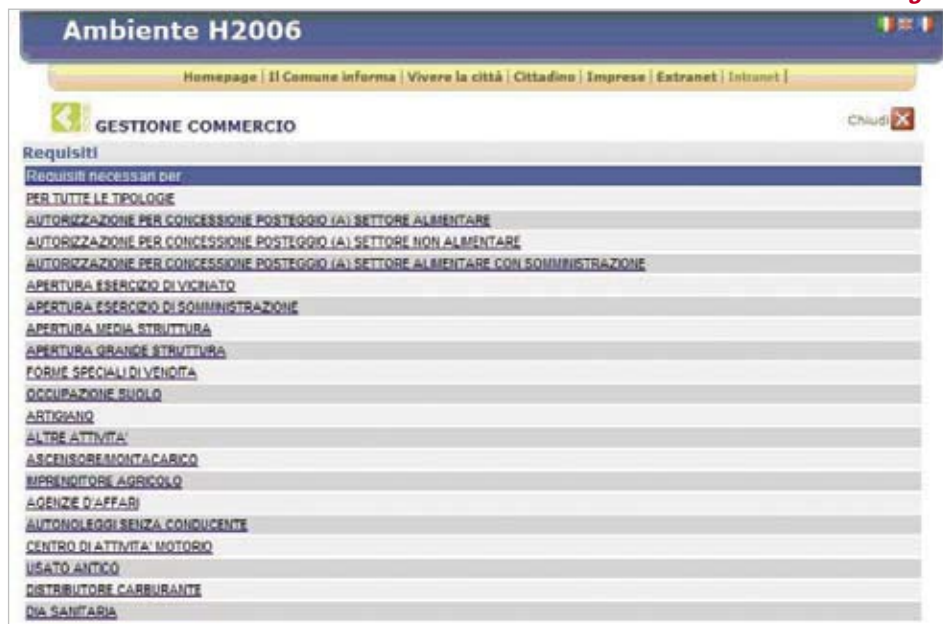 Ambiente H2006
Homepage | Il Comune informa | Vivere la città | Cittadino | Imprese | Extranet | Intranet |
GESTIONE COMMERCIO
Chiudi
Requisiti
Requisiti necessari per
PER TUTTE LE TIPOLOGIE
AUTORIZZAZIONE PER CONCESSIONE POSTEGGIO (A) SETTORE ALIMENTARE
AUTORIZZAZIONE PER CONCESSIONE POSTEGGIO (A) SETTORE NON ALIMENTARE
AUTORIZZAZIONE PER CONCESSIONE POSTEGGIO (A) SETTORE ALIMENTARE CON SOMMINISTRAZIONE
APERTURA ESERCIZIO DI VICINATO
APERTURA ESERCIZIO DI SOMMINISTRAZIONE
APERTURA MEDIA STRUTTURA
APERTURA GRANDE STRUTTURA
FORME SPECIALI DI VENDITA
OCCUPAZIONE SUOLO
ARTIGIANO
ALTRE ATTIVITA'
ASCENSORE/MONTACARICO
IMPRENDITORE AGRICOLO
AGENZIE D'AFFARI
AUTONOLEGGI SENZA CONDUCENTE
CENTRO DI ATTIVITA' MOTORIO
USATO ANTICO
DISTRIBUTORE CARBURANTE
DIA SANITARIA